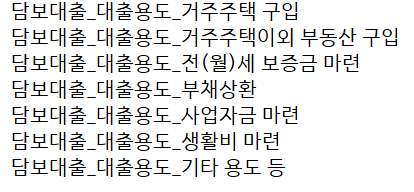 담보대출_대출용도_거주주택 구입
담보대출_대출용도_거주주택이외 부동산 구입
담보대출_대출용도_전(월)세 보증금 마련
담보대출_대출용도_부채상환
담보대출_대출용도_사업자금 마련
담보대출_대출용도_생활비 마련
담보대출_대출용도_기타 용도 등